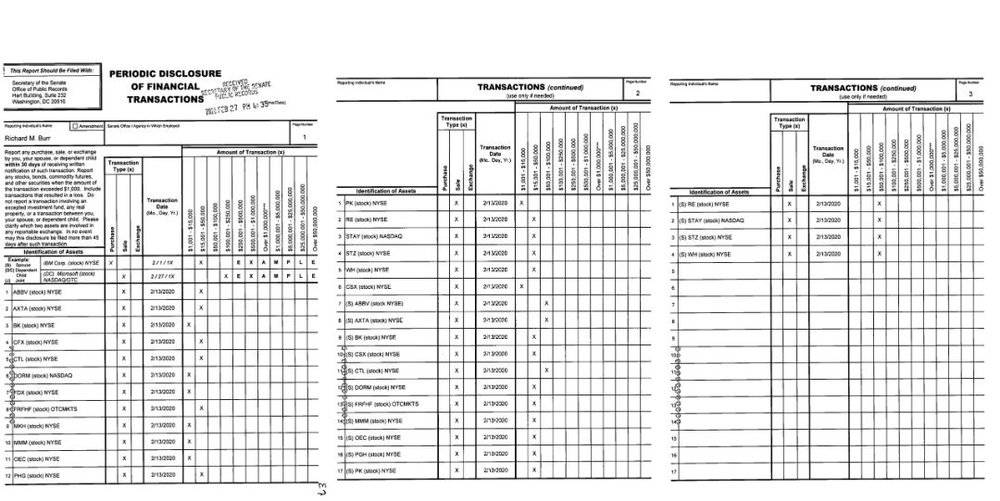 This Report Should Be Filed With:
Secretary of the Senate
Office of Public Records
Hart Building, Suite 232
Washington, DC 20510
PERIODIC DISCLOSURE
OF FINANCIAL
TRANSACTIONS
RECEIVED
SECRETARY OF THE SENATE
PUBLIC RECORDS
FEB 27 PM 4: 35
Reporting Individual's Name
Amendment
Senate Office / Agency in Which Employed
Page Number
Richard M. Burr
1
Report any purchase, sale, or exchange
by you, your spouse, or dependent child
within 30 days of receiving written
notification of such transaction. Report
any stocks, bonds, commodity futures,
and other securities when the amount of
the transaction exceeded $1,000. Include
transactions that resulted in a loss. Do
not report a transaction involving an
excepted investment fund, any real
property, or a transaction between you,
your spouse, or dependent child. Please
clarify which two assets are involved in
any reportable exchange. In no event
may this disclosure be filed more than 45
days after such transaction.
Identification of Assets
Transaction
Type (x)
Purchase
Sale
Exchange
Transaction
Date
(Mo., Day, Yr.)
Amount of Transaction (x)
$1,001 - $15,000
$15,001 - $50,000
$50,001 - $100,000
$100,001 - $250,000
$250,001 - $500,000
$500,001 - $1,000,000
Over $1,000,000***
$1,000,001 - $5,000,000
$5,000,001 - $25,000,000
$25,000,001 - $50,000,000
Over $50,000,000
Example
(S) Spouse
(DC) Dependent
Child
(J) Joint
IBM Corp. (stock) NYSE X 2/1/1X X E X A M P L E
(DC) Microsoft (stock)
NASDAQ/OTC X 2/27/1X X E X A M P L E
1 ABBV (stock) NYSE X 2/13/2020 X
2 AXTA (stock) NYSE X 2/13/2020 X
3 BK (stock) NYSE X 2/13/2020 X
4 CFX (stock) NYSE X 2/13/2020 X
5 CTL (stock) NYSE X 2/13/2020 X
6 DORM (stock) NASDAQ X 2/13/2020 X
7 FDX (stock) NYSE X 2/13/2020 X
8 FRFHF (stock) OTCMKTS X 2/13/2020 X
9 MKH (stock) NYSE X 2/13/2020 X
10 MMM (stock) NYSE X 2/13/2020 X
11 OEC (stock) NYSE X 2/13/2020 X
12 PHG (stock) NYSE X 2/13/2020 X
Reporting Individual's Name
TRANSACTIONS (continued)
(use only if needed)
Page Number
2
Identification of Assets
Transaction
Type (x)
Purchase
Sale
Exchange
Transaction
Date
(Mo., Day, Yr.)
Amount of Transaction (x)
$1,001 - $15,000
$15,001 - $50,000
$50,001 - $100,000
$100,001 - $250,000
$250,001 - $500,000
$500,001 - $1,000,000
Over $1,000,000***
$1,000,001 - $5,000,000
$5,000,001 - $25,000,000
$25,000,001 - $50,000,000
Over $50,000,000
1 PK (stock) NYSE X 2/13/2020 X
2 RE (stock) NYSE X 2/13/2020 X
3 STAY (stock) NASDAQ X 2/13/2020 X
4 STZ (stock) NYSE X 2/13/2020 X
5 WH (stock) NYSE X 2/13/2020 X
6 CSX (stock) NYSE X 2/13/2020 X
7 (S) ABBV (stock) NYSE) X 2/13/2020 X
8 (S) AXTA (stock) NYSE X 2/13/2020 X
9 (S) BK (stock) NYSE X 2/13/2020 X
10 (S) CSX (stock) NYSE X 2/13/2020 X
11 (S) CTL (stock) NYSE X 2/13/2020 X
12 (S) DORM (stock) NYSE X 2/13/2020 X
13 (S) FRFHF (stock) OTCMKTS X 2/13/2020 X
14 (S) MMM (stock) NYSE X 2/13/2020 X
15 (S) OEC (stock) NYSE X 2/13/2020 X
16 (S) PGH (stock) NYSE X 2/13/2020 X
17 (S) PK (stock) NYSE X 2/13/2020 X
Reporting Individual's Name
TRANSACTIONS (continued)
(use only if needed)
Page Number
3
Identification of Assets
Transaction
Type (x)
Purchase
Sale
Exchange
Transaction
Date
(Mo., Day, Yr.)
Amount of Transaction (x)
$1,001 - $15,000
$15,001 - $50,000
$50,001 - $100,000
$100,001 - $250,000
$250,001 - $500,000
$500,001 - $1,000,000
Over $1,000,000***
$1,000,001 - $5,000,000
$5,000,001 - $25,000,000
$25,000,001 - $50,000,000
Over $50,000,000
1 (S) RE (stock) NYSE X 2/13/2020 X
2 (S) STAY (stock) NASDAQ X 2/13/2020 X
3 (S) STZ (stock) NYSE X 2/13/2020 X
4 (S) WH (stock) NYSE X 2/13/2020 X
5
6
7
8
9
10
11
12
13
14
15
16
17